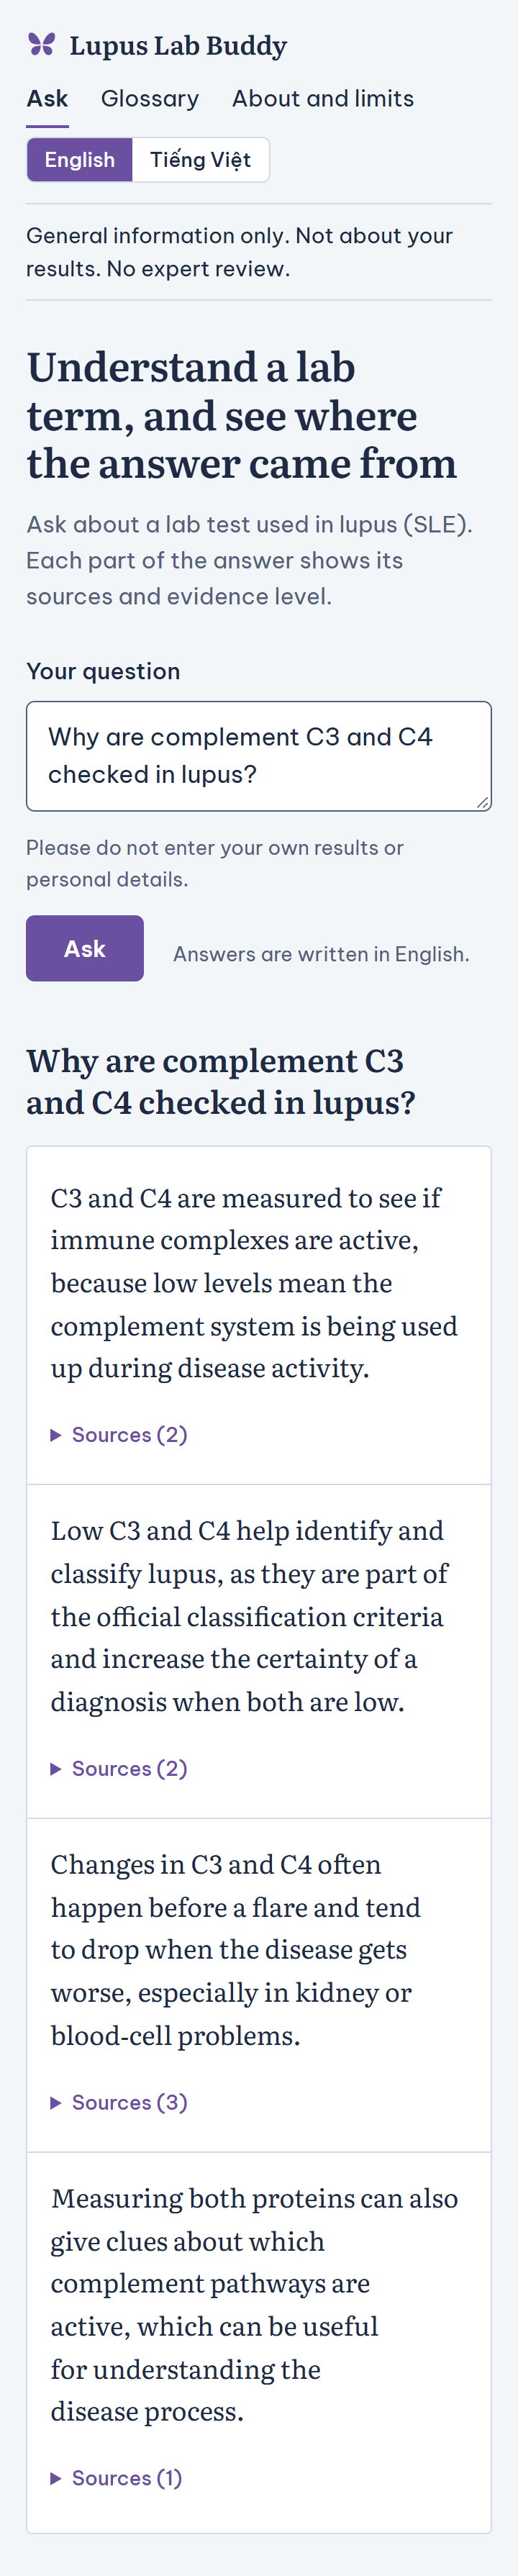 Lupus Lab Buddy
Ask Glossary About and limits
English Tiếng Việt
General information only. Not about your
results. No expert review.
Understand a lab
term, and see where
the answer came from
Ask about a lab test used in lupus (SLE).
Each part of the answer shows its
sources and evidence level.
Your question
Why are complement C3 and C4
checked in lupus?
Please do not enter your own results or
personal details.
Ask Answers are written in English.
Why are complement C3
and C4 checked in lupus?
C3 and C4 are measured to see if
immune complexes are active,
because low levels mean the
complement system is being used
up during disease activity.
Sources (2)
Low C3 and C4 help identify and
classify lupus, as they are part of
the official classification criteria
and increase the certainty of a
diagnosis when both are low.
Sources (2)
Changes in C3 and C4 often
happen before a flare and tend
to drop when the disease gets
worse, especially in kidney or
blood-cell problems.
Sources (3)
Measuring both proteins can also
give clues about which
complement pathways are
active, which can be useful
for understanding the
disease process.
Sources (1)